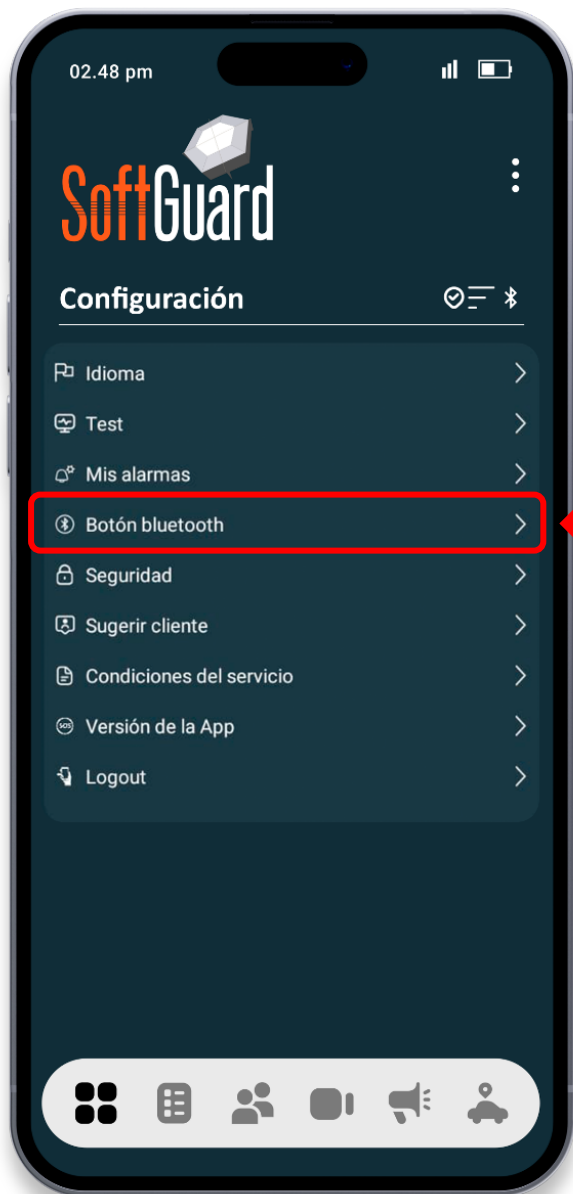 02.48 pm
SoftGuard
Configuración
Idioma
Test
Mis alarmas
Botón bluetooth
Seguridad
Sugerir cliente
Condiciones del servicio
SOS
Versión de la App
Logout